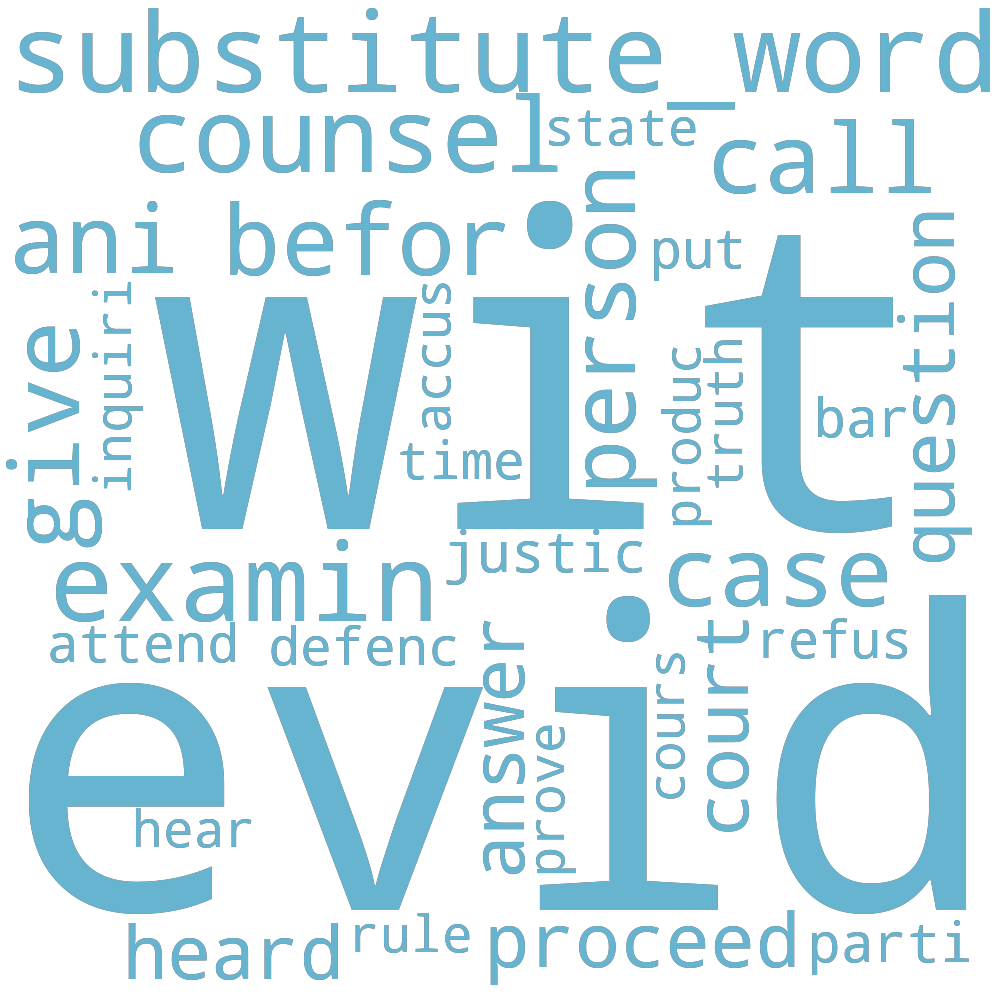 substitute_word
counsel
state
call
ani
befor
person
put
question
wit
give
inquiri
accus
time
produc
truth
bar
justic
examin
case
attend
defenc
refus
evid
answer
prove
cours
court
hear
heard
rule
proceed
parti